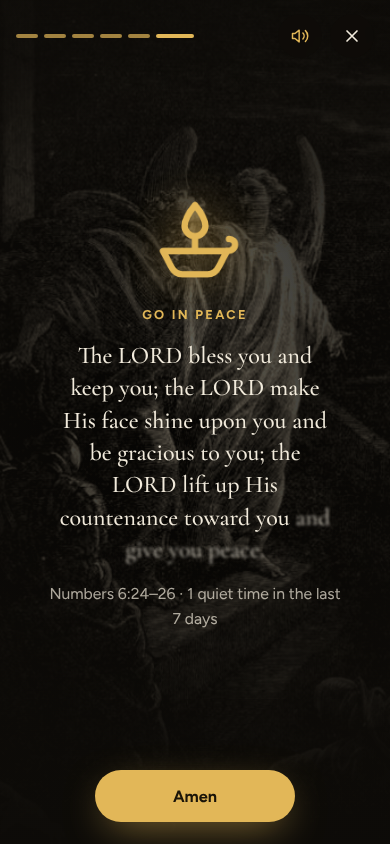 GO IN PEACE
The LORD bless you and
keep you; the LORD make
His face shine upon you and
be gracious to you; the
LORD lift up His
countenance toward you and
give you peace.
Numbers 6:24–26 · 1 quiet time in the last
7 days
Amen